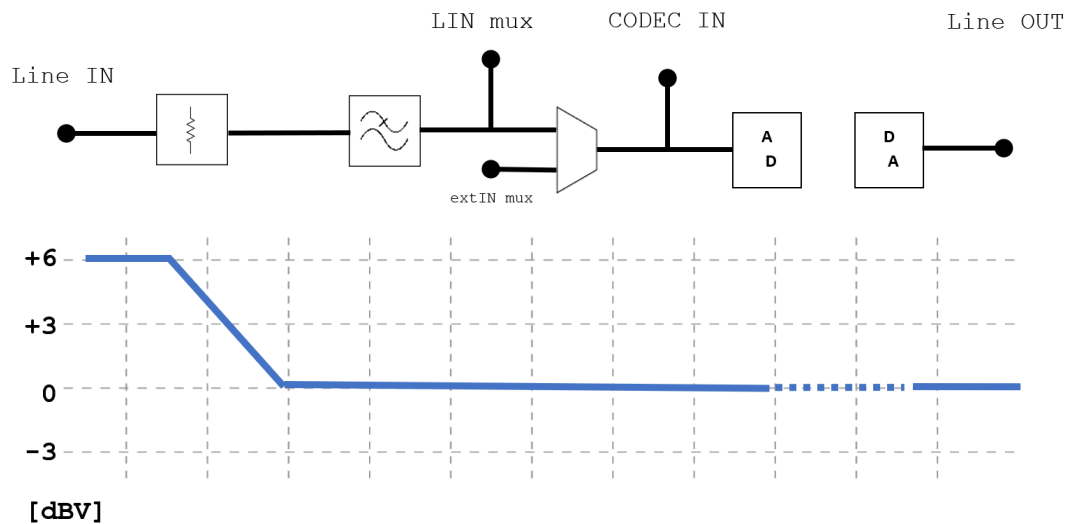 LIN mux
CODEC IN
Line OUT
Line IN
A
D
D
A
extIN mux
+6
+3
0
-3
[dBV]